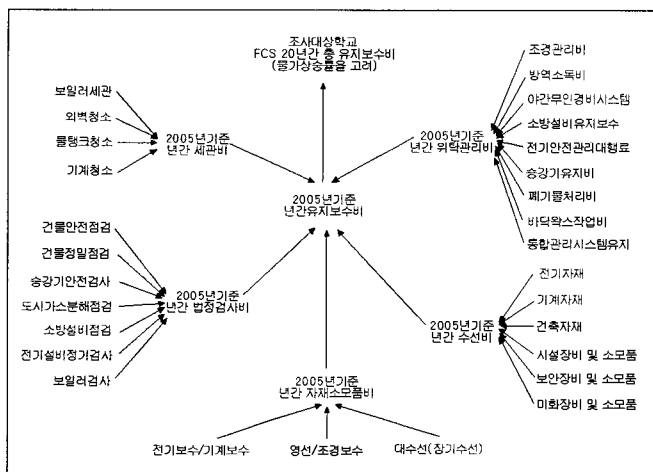 조사대상학교
FCS 20년간 총 유지보수비
(물가상승률을 고려)
보일러세관
외벽청소
물탱크청소
기계청소
2005년기준
년간 세관비
조경관리비
방역소독비
야간무인경비시스템
소방설비유지보수
전기안전관리대행료
승강기유지비
폐기물처리비
바닥왁스작업비
통합관리시스템유지
2005년기준
년간 위탁관리비
2005년기준
년간유지보수비
건물안전점검
건물정밀점검
승강기안전검사
도시가스분해점검
소방설비점검
전기설비정기검사
보일러검사
2005년기준
년간 법정검사비
전기자재
기계자재
건축자재
시설장비 및 소모품
보안장비 및 소모품
미화장비 및 소모품
2005년기준
년간 수선비
2005년기준
년간 자재소모품비
전기보수/기계보수
영선/조경보수
대수선(장기수선)